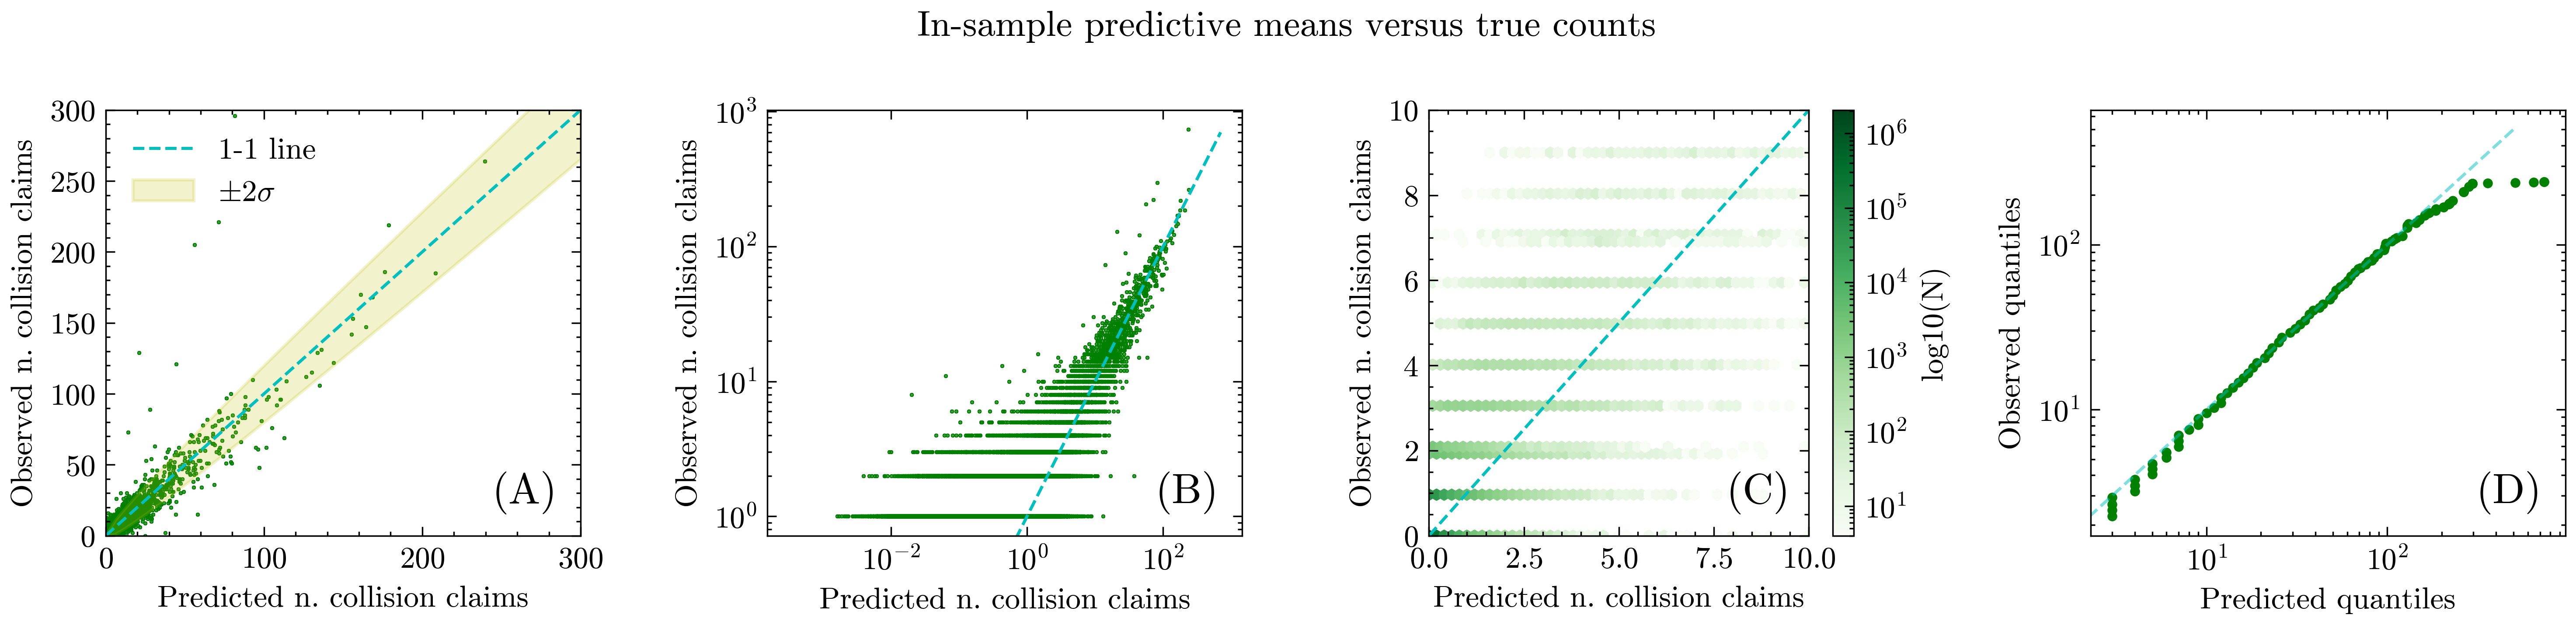 In-sample predictive means versus true counts
Observed n. collision claims
300
250
200
150
100
50
0
1-1 line
±2σ
(A)
0 100 200 300
Predicted n. collision claims
Observed n. collision claims
10³
10²
10¹
10⁰
(B)
10⁻² 10⁰ 10²
Predicted n. collision claims
Observed n. collision claims
10
8
6
4
2
0
(C)
0.0 2.5 5.0 7.5 10.0
Predicted n. collision claims
10⁶
10⁵
10⁴
10³
10²
10¹
log10(N)
Observed quantiles
10²
10¹
(D)
10¹ 10²
Predicted quantiles